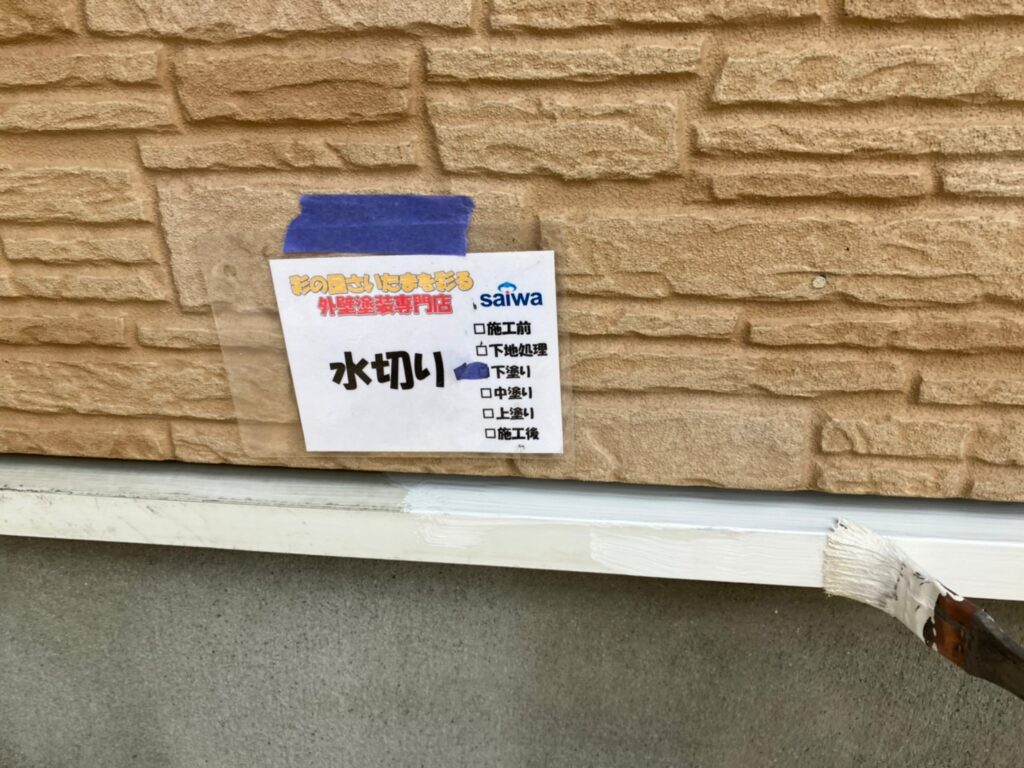 彩の国さいたまを彩る
外壁塗装専門店
saiwa
水切り
□施工前
□下地処理
□下塗り
□中塗り
□上塗り
□施工後